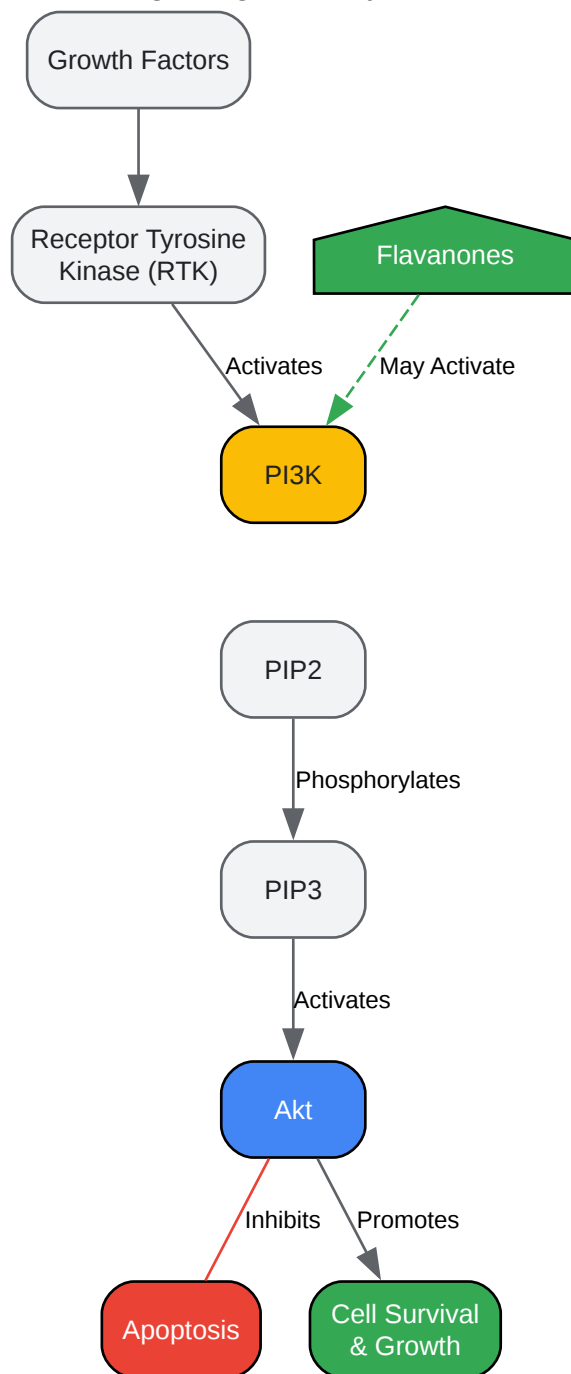 Growth Factors
Receptor Tyrosine
Kinase (RTK)
Flavanones
Activates
May Activate
PI3K
PIP2
Phosphorylates
PIP3
Activates
Akt
Inhibits
Promotes
Apoptosis
Cell Survival
& Growth